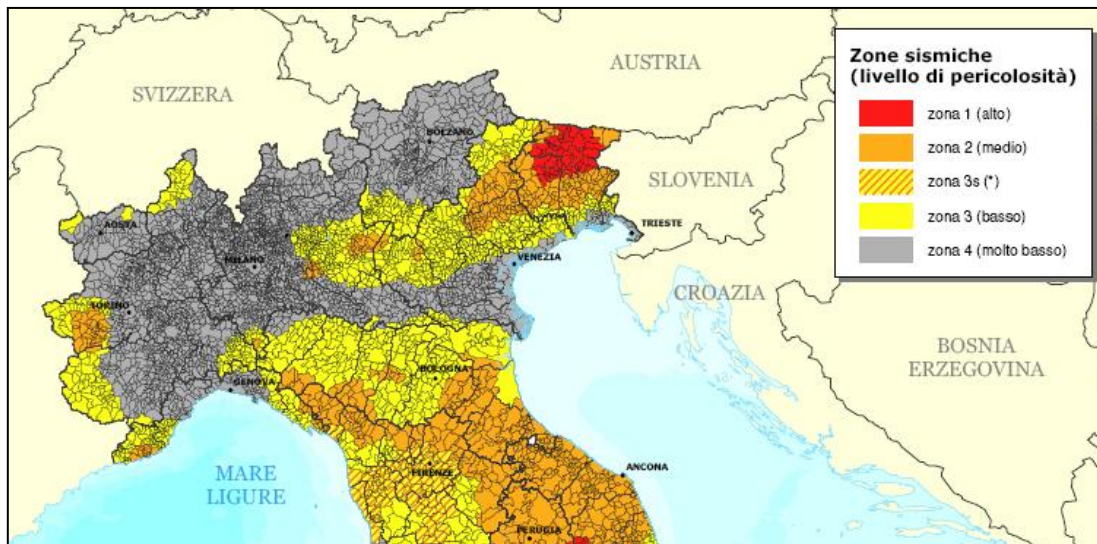 AUSTRIA
SVIZZERA
BOLZANO
SLOVENIA
AOSTA
TRIESTE
MILANO
VENEZIA
CROAZIA
TORINO
BOSNIA
ERZEGOVINA
BOLOGNA
GENOVA
MARE
LIGURE
FIRENZE
ANCONA
PERUGIA
Zone sismiche
(livello di pericolosità)
zona 1 (alto)
zona 2 (medio)
zona 3s (*)
zona 3 (basso)
zona 4 (molto basso)